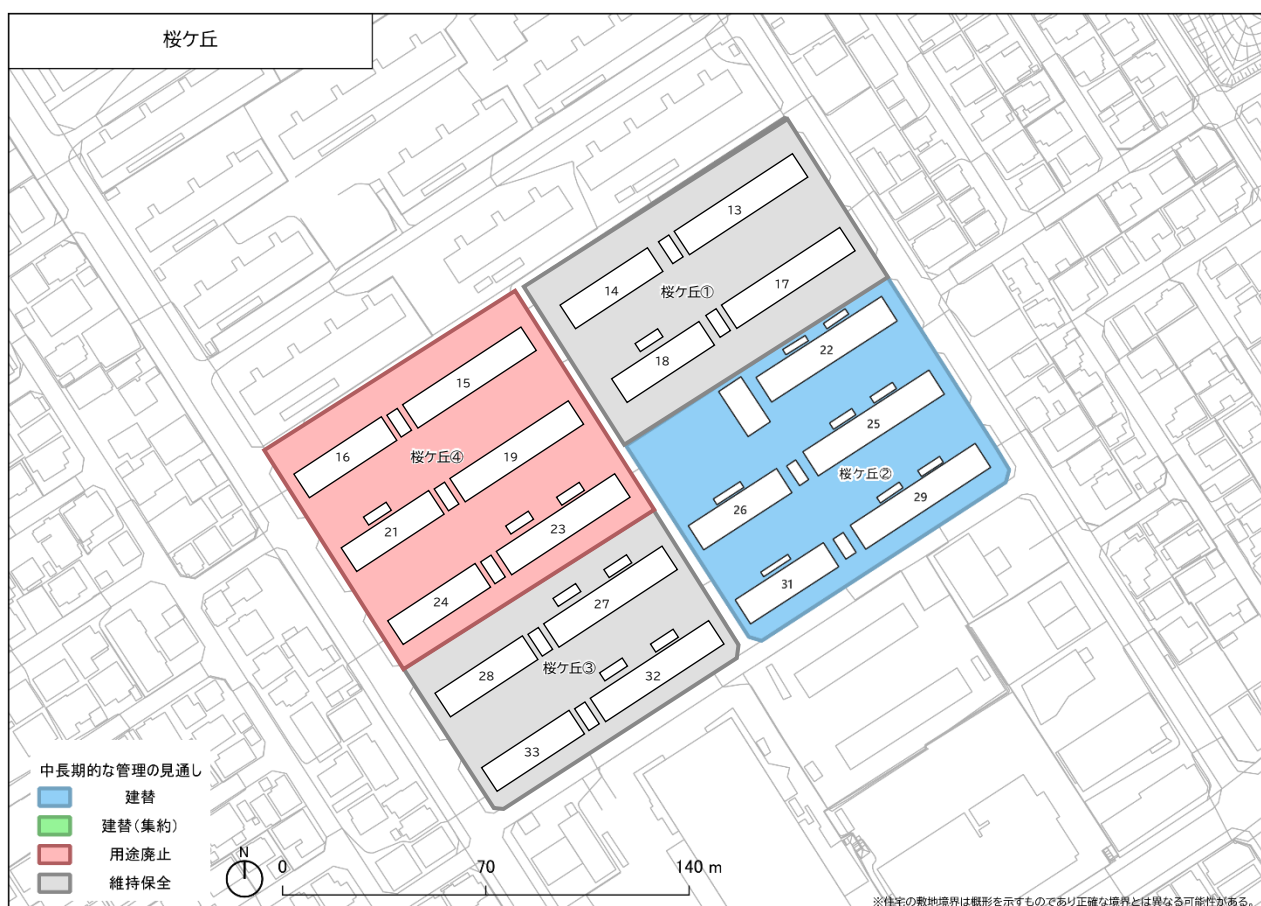 桜ケ丘
13
14
桜ケ丘①
17
18
22
15
16
桜ケ丘④
19
25
桜ケ丘②
21
23
26
29
24
27
31
28
桜ケ丘③
32
33
中長期的な管理の見通し
建替
建替(集約)
用途廃止
維持保全
N
0
70
140 m
※住宅の敷地境界は概形を示すものであり正確な境界とは異なる可能性がある。